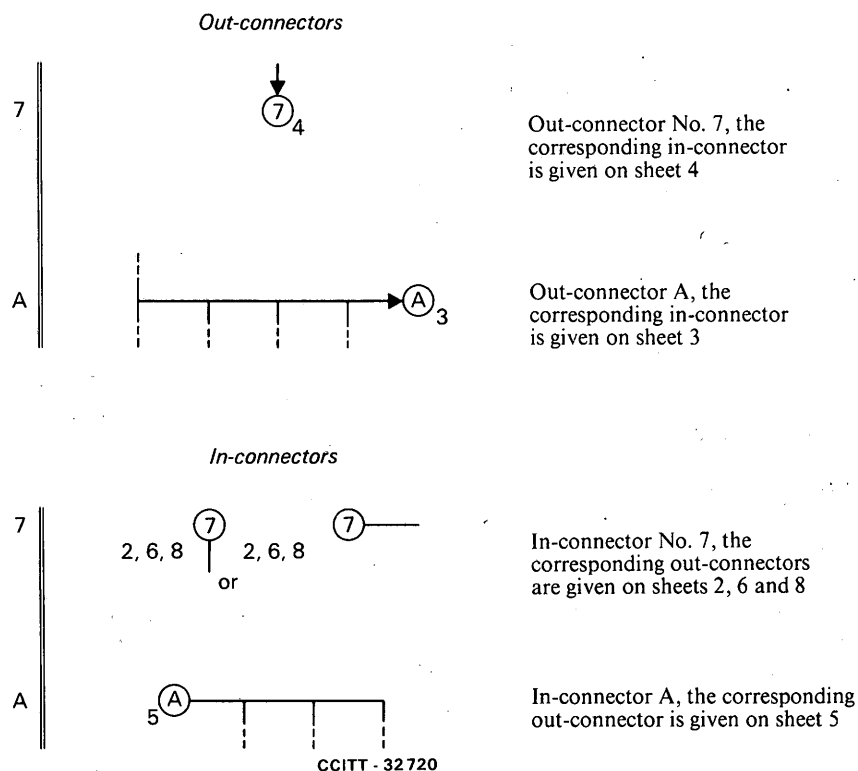 Out-connectors
7
7
4
Out-connector No. 7, the
corresponding in-connector
is given on sheet 4
A
A
3
Out-connector A, the
corresponding in-connector
is given on sheet 3
In-connectors
7
7
7
2, 6, 8
2, 6, 8
or
In-connector No. 7, the
corresponding out-connectors
are given on sheets 2, 6 and 8
A
A
5
In-connector A, the corresponding
out-connector is given on sheet 5
CCITT - 32720